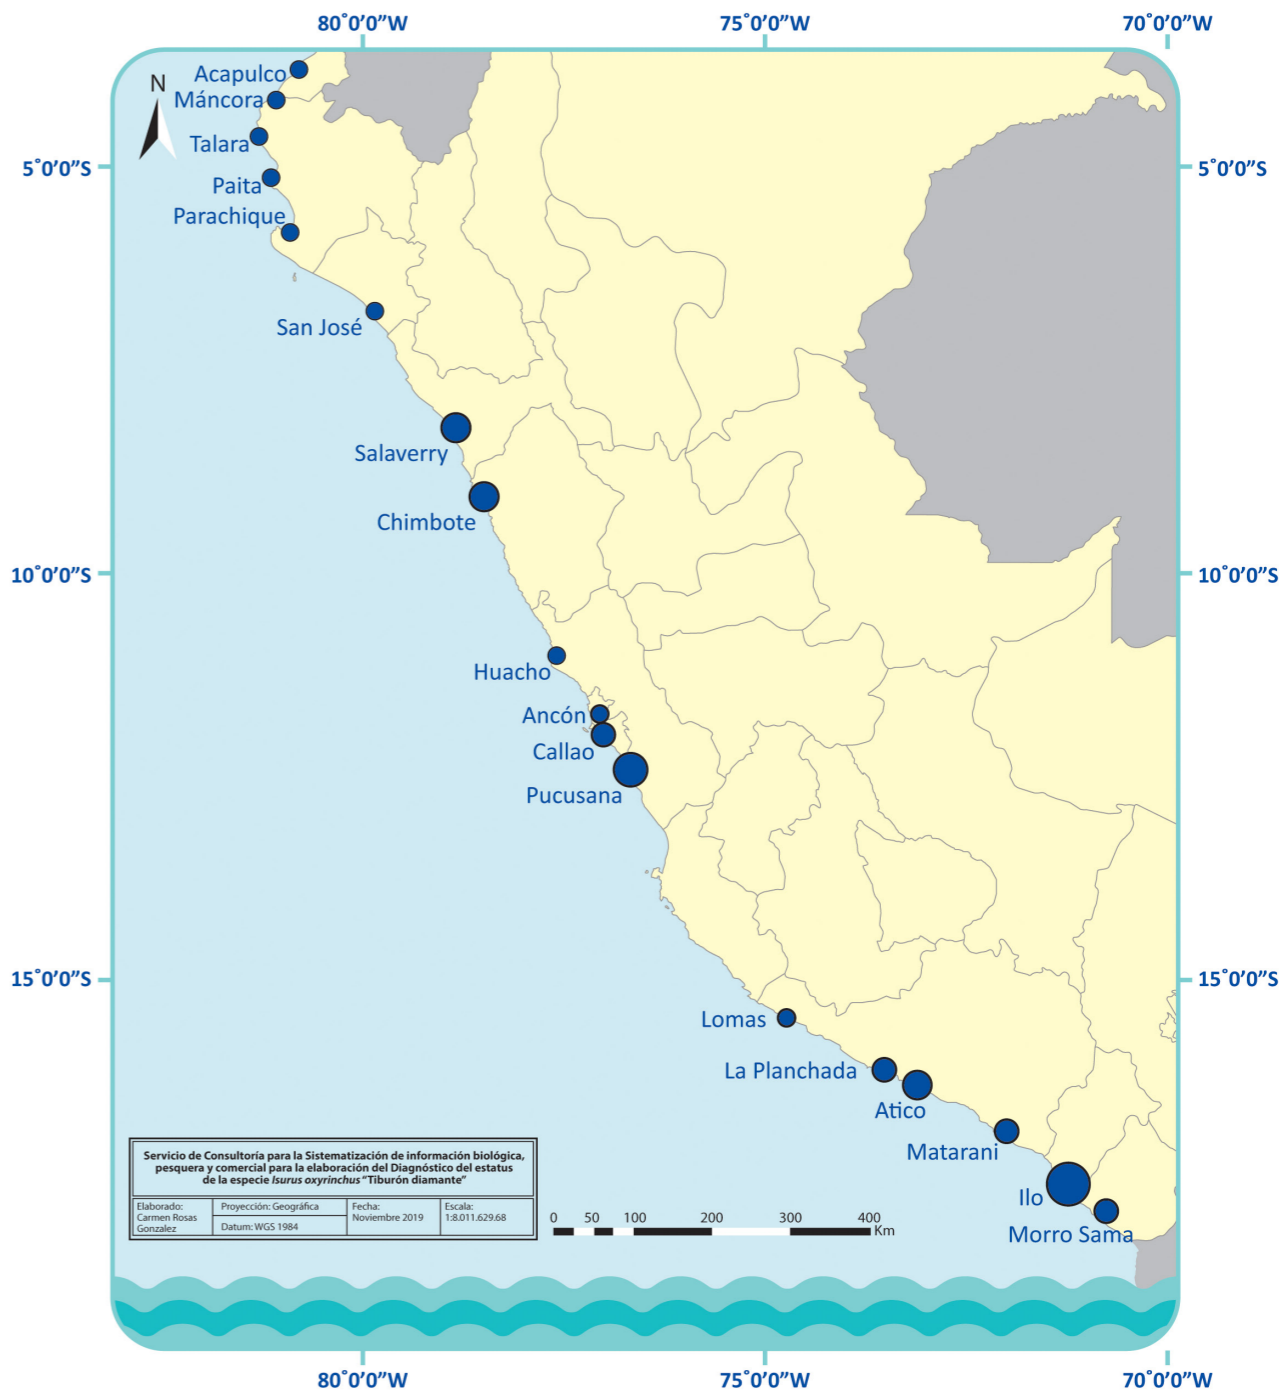 80˚0'0”W 75˚0'0”W 70˚0'0”W
N
Acapulco
Máncora
Talara
5˚0'0”S 5˚0'0”S
Paita
Parachique
San José
Salaverry
Chimbote
10˚0'0”S 10˚0'0”S
Huacho
Ancón
Callao
Pucusana
15˚0'0”S 15˚0'0”S
Lomas
La Planchada
Atico
Matarani
Ilo
Morro Sama
Servicio de Consultoría para la Sistematización de información biológica,
pesquera y comercial para la elaboración del Diagnóstico del estatus
de la especie Isurus oxyrinchus “Tiburón diamante”
Elaborado:
Carmen Rosas
Gonzalez
Proyección: Geográfica
Datum: WGS 1984
Fecha:
Noviembre 2019
Escala:
1:8.011.629.68
0 50 100 200 300 400
Km
80˚0'0”W 75˚0'0”W 70˚0'0”W